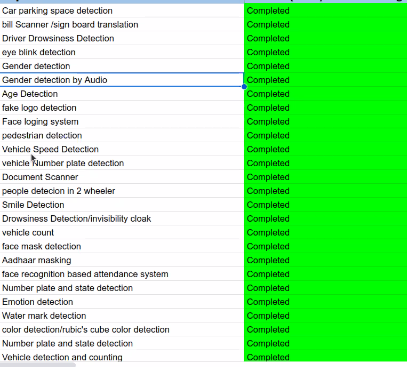 Car parking space detection Completed
bill Scanner /sign board translation Completed
Driver Drowsiness Detection Completed
eye blink detection Completed
Gender detection Completed
Gender detection by Audio Completed
Age Detection Completed
fake logo detection Completed
Face loging system Completed
pedestrian detection Completed
Vehicle Speed Detection Completed
vehicle Number plate detection Completed
Document Scanner Completed
people detecion in 2 wheeler Completed
Smile Detection Completed
Drowsiness Detection/invisibility cloak Completed
vehicle count Completed
face mask detection Completed
Aadhaar masking Completed
face recognition based attendance system Completed
Number plate and state detection Completed
Emotion detection Completed
Water mark detection Completed
color detection/rubic's cube color detection Completed
Number plate and state detection Completed
Vehicle detection and counting Completed